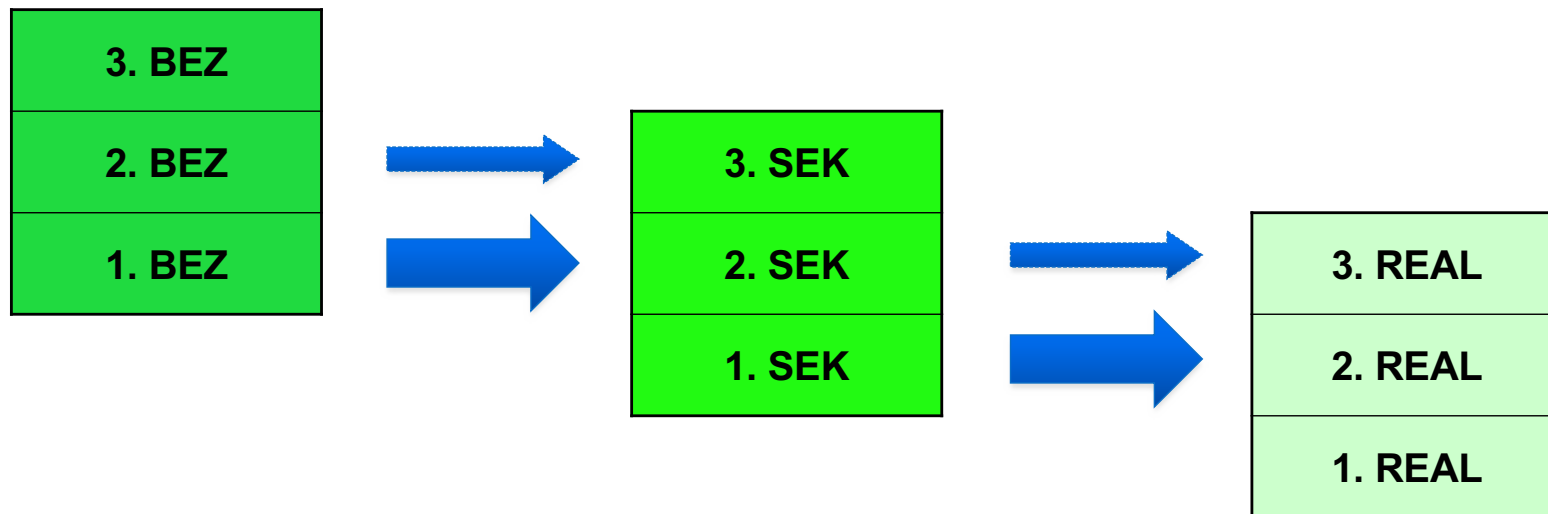 3. BEZ
2. BEZ
1. BEZ
3. SEK
2. SEK
1. SEK
3. REAL
2. REAL
1. REAL